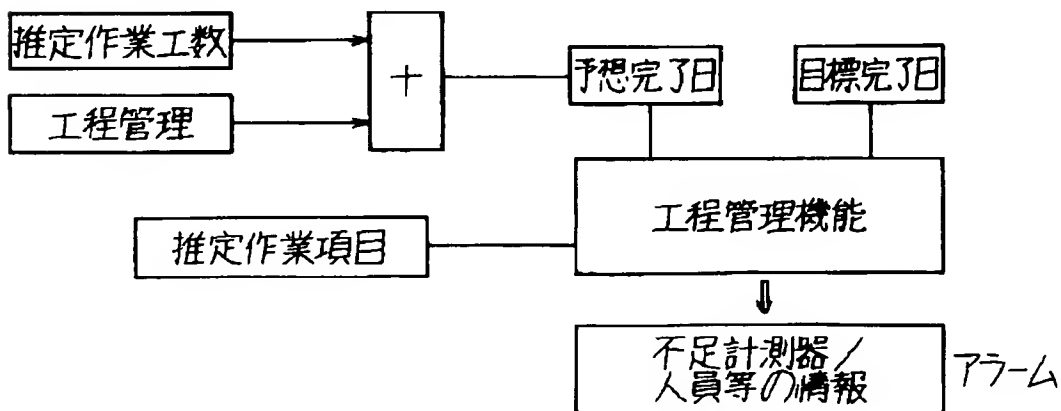 推定作業工数
工程管理
+
予想完了日
目標完了日
工程管理機能
推定作業項目
不足計測器/
人員等の情報
アラーム